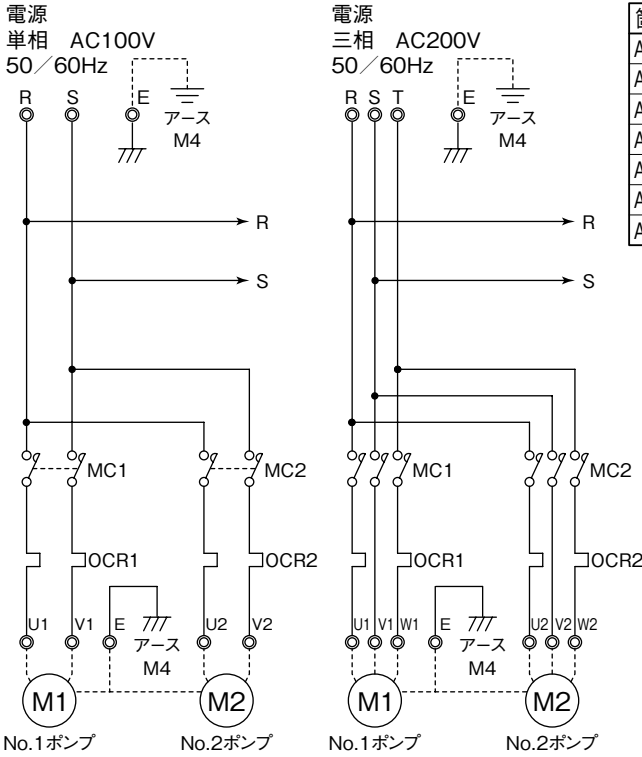 電源
単相 AC100V
50／60Hz
R
S
E
アース
M4
R
S
MC1
MC2
OCR1
OCR2
U1
V1
E
アース
M4
U2
V2
M1
M2
No.1ポンプ
No.2ポンプ
電源
三相 AC200V
50／60Hz
R
S
T
E
アース
M4
R
S
MC1
MC2
OCR1
OCR2
U1
V1
W1
E
アース
M4
U2
V2
W2
M1
M2
No.1ポンプ
No.2ポンプ
A
A
A
A
A
A
A